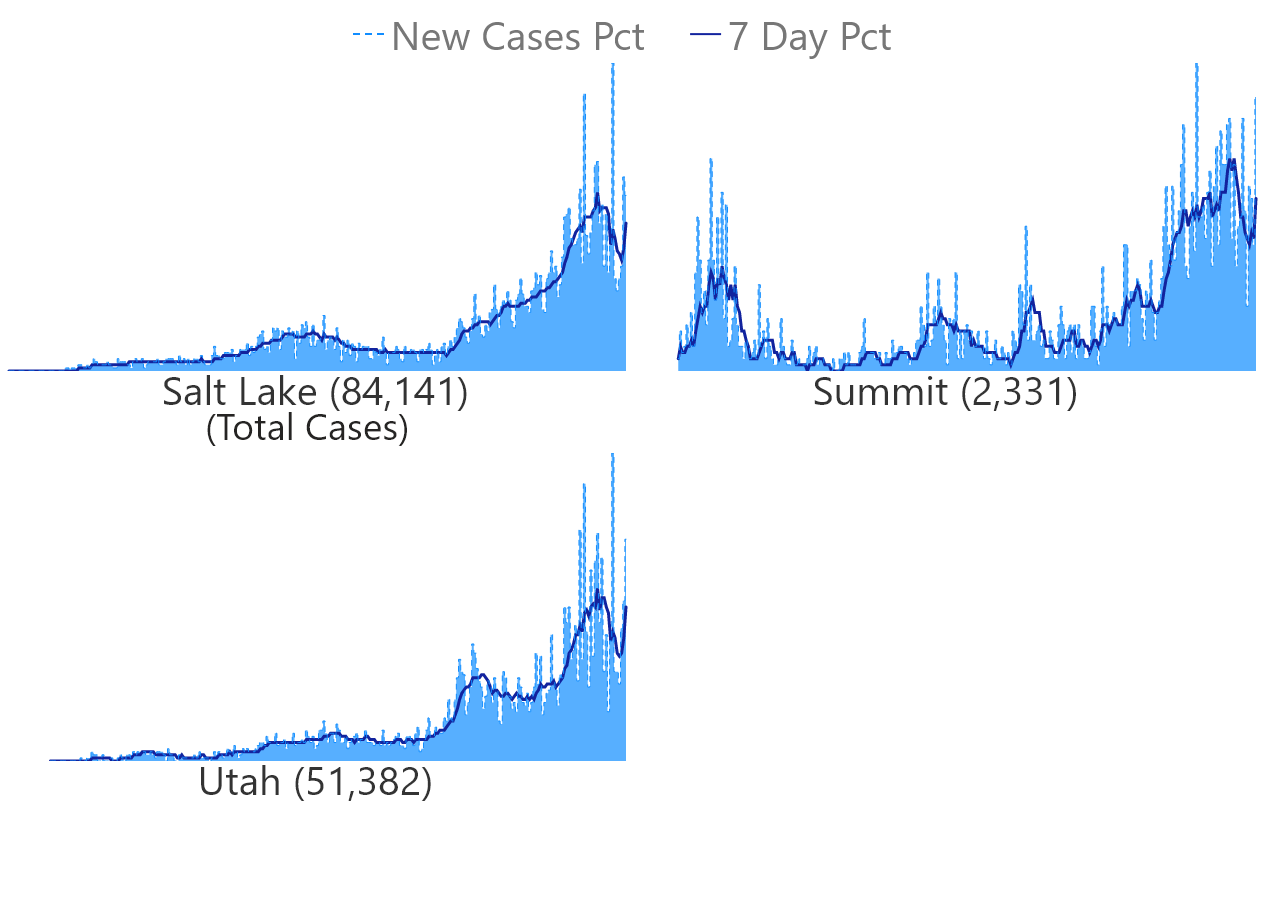 New Cases Pct 7 Day Pct
Salt Lake (84,141)
(Total Cases)
Summit (2,331)
Utah (51,382)